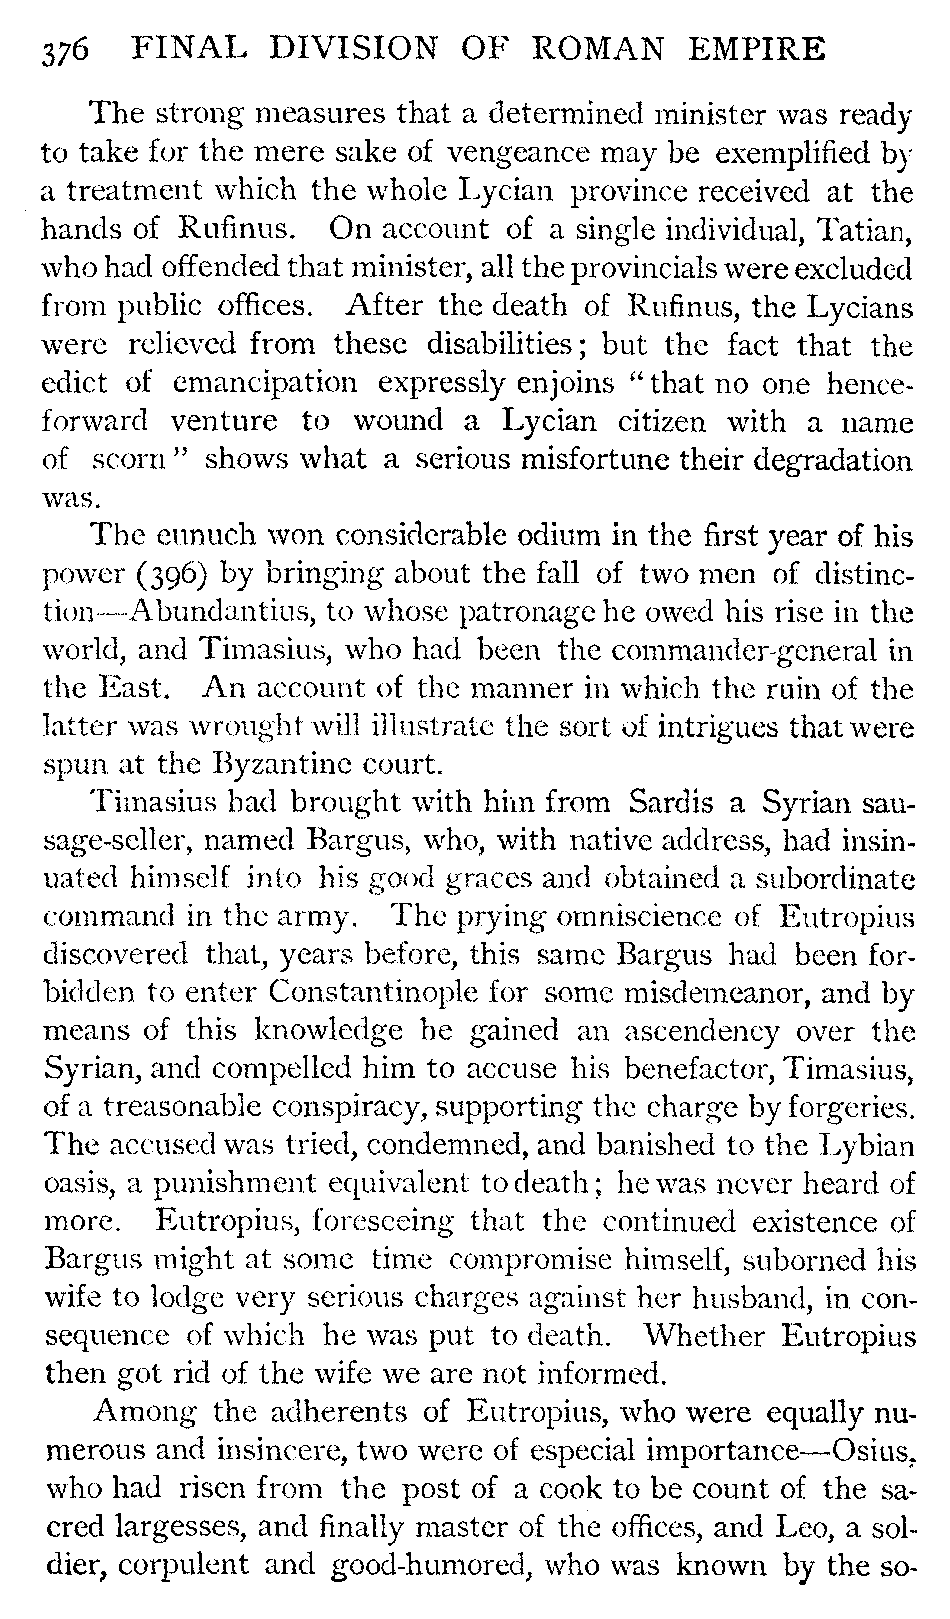 376 FINAL DIVISION OF ROMAN EMPIRE
The strong measures that a determined minister was ready
to take for the mere sake of vengeance may be exemplified by
a treatment which the whole Lycian province received at the
hands of Rufinus. On account of a single individual, Tatian,
who had offended that minister, all the provincials were excluded
from public offices. After the death of Rufinus, the Lycians
were relieved from these disabilities; but the fact that the
edict of emancipation expressly enjoins "that no one hence-
forward venture to wound a Lycian citizen with a name
of scorn" shows what a serious misfortune their degradation
was.
The eunuch won considerable odium in the first year of his
power (396) by bringing about the fall of two men of distinc-
tion—Abundantius, to whose patronage he owed his rise in the
world, and Timasius, who had been the commander-general in
the East. An account of the manner in which the ruin of the
latter was wrought will illustrate the sort of intrigues that were
spun at the Byzantine court.
Timasius had brought with him from Sardis a Syrian sau-
sage-seller, named Bargus, who, with native address, had insin-
uated himself into his good graces and obtained a subordinate
command in the army. The prying omniscience of Eutropius
discovered that, years before, this same Bargus had been for-
bidden to enter Constantinople for some misdemeanor, and by
means of this knowledge he gained an ascendency over the
Syrian, and compelled him to accuse his benefactor, Timasius,
of a treasonable conspiracy, supporting the charge by forgeries.
The accused was tried, condemned, and banished to the Lybian
oasis, a punishment equivalent to death; he was never heard of
more. Eutropius, foreseeing that the continued existence of
Bargus might at some time compromise himself, suborned his
wife to lodge very serious charges against her husband, in con-
sequence of which he was put to death. Whether Eutropius
then got rid of the wife we are not informed.
Among the adherents of Eutropius, who were equally nu-
merous and insincere, two were of especial importance—Osius,
who had risen from the post of a cook to be count of the sa-
cred largesses, and finally master of the offices, and Leo, a sol-
dier, corpulent and good-humored, who was known by the so-